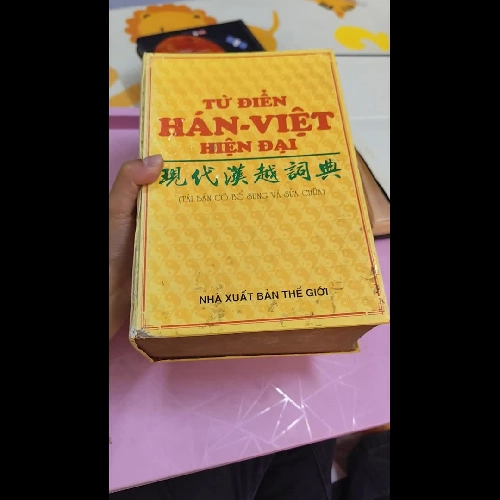 TỪ ĐIỂN
HÁN-VIỆT
HIỆN ĐẠI
現代漢越詞典
(TÁI BẢN CÓ BỔ SUNG VÀ SỬA CHỮA)
NHÀ XUẤT BẢN THẾ GIỚI